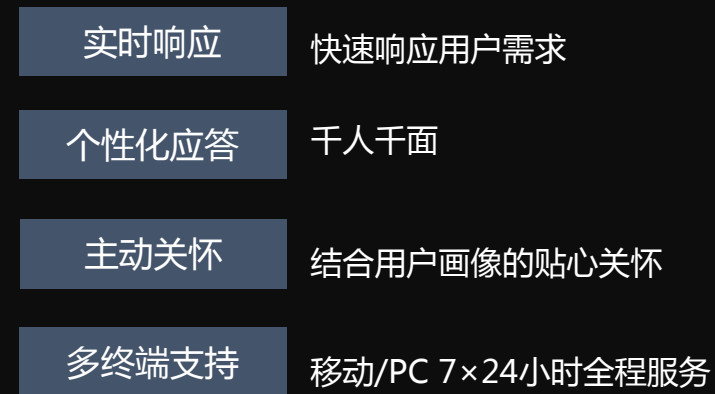 实时响应
快速响应用户需求
个性化应答
千人千面
主动关怀
结合用户画像的贴心关怀
多终端支持
移动/PC 7×24小时全程服务